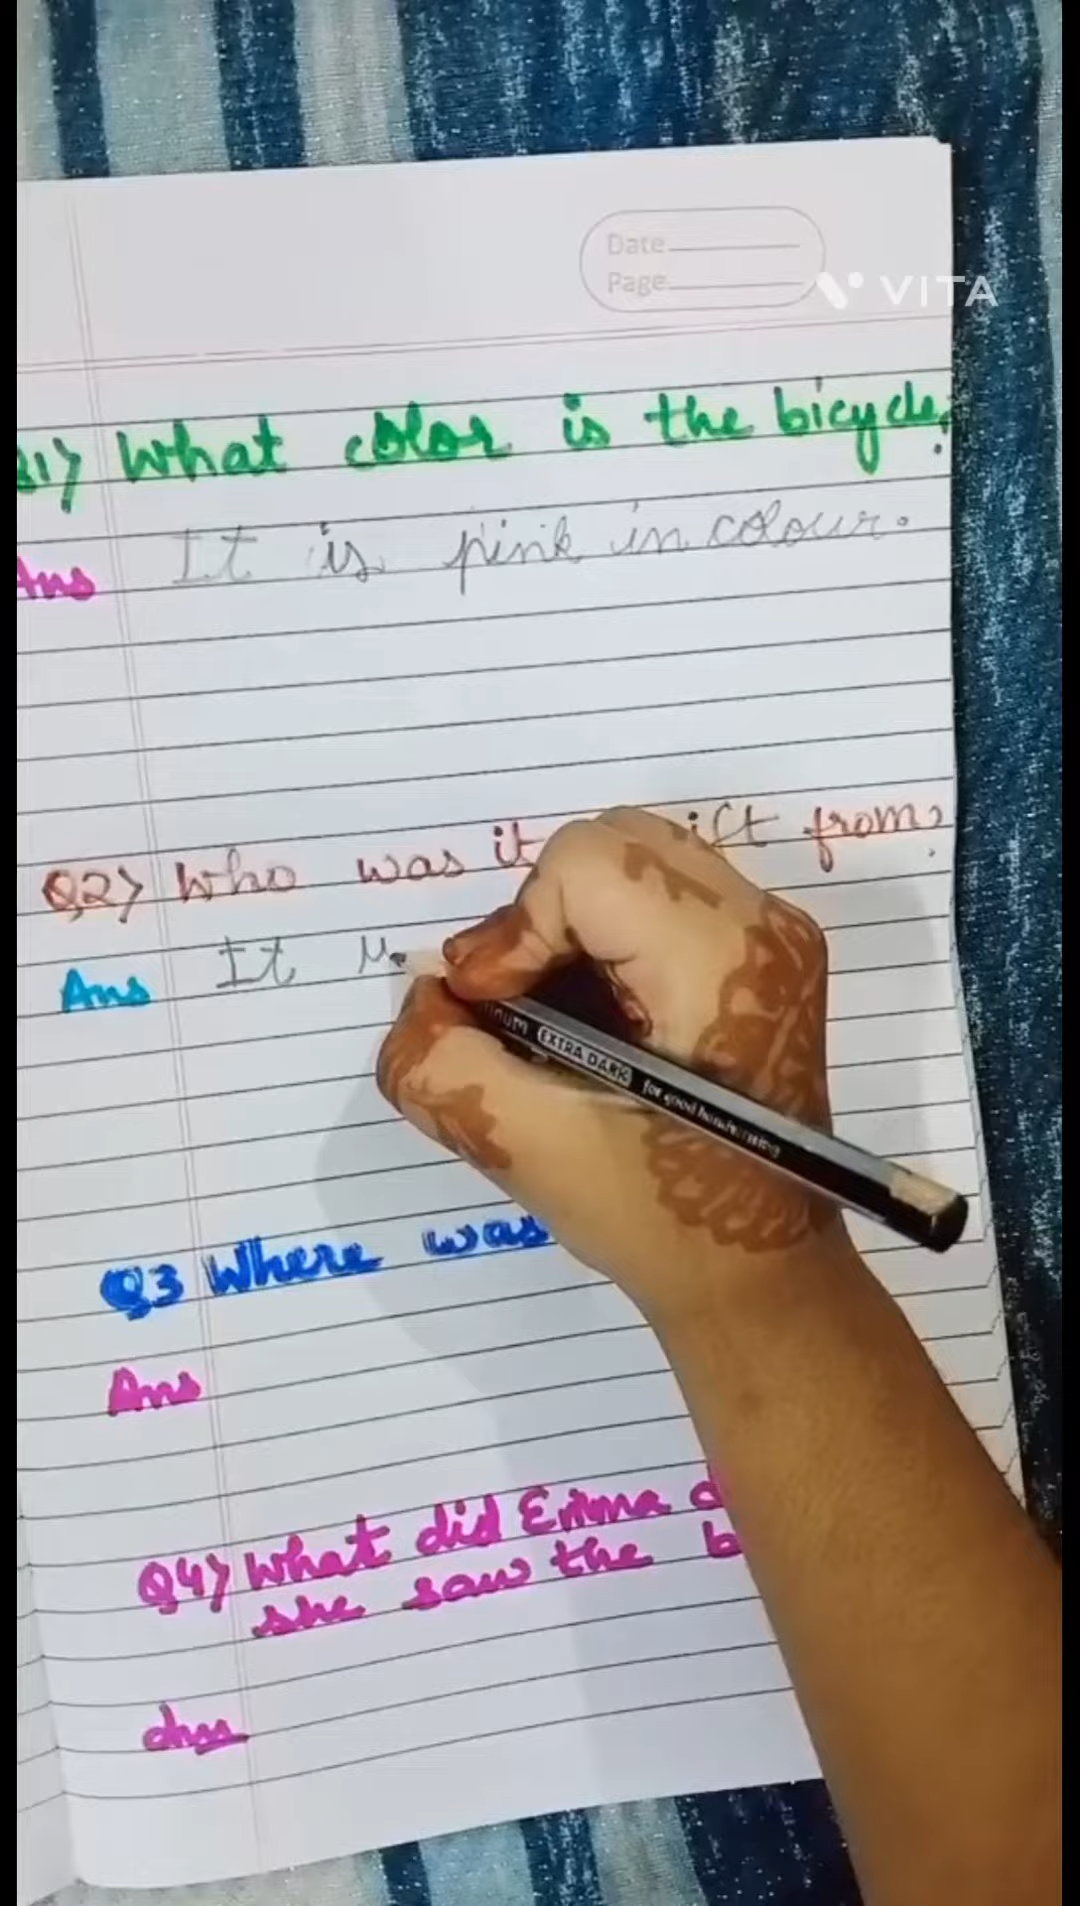 Date
Page
VITA
Q1> What color is the bicycle?
Ans It is pink in colour.
Q2> Who was it from?
Ans It
EXTRA DARK for good handwriting
Q3 Where was
Ans
Q4> What did Emma
she saw the
Ans